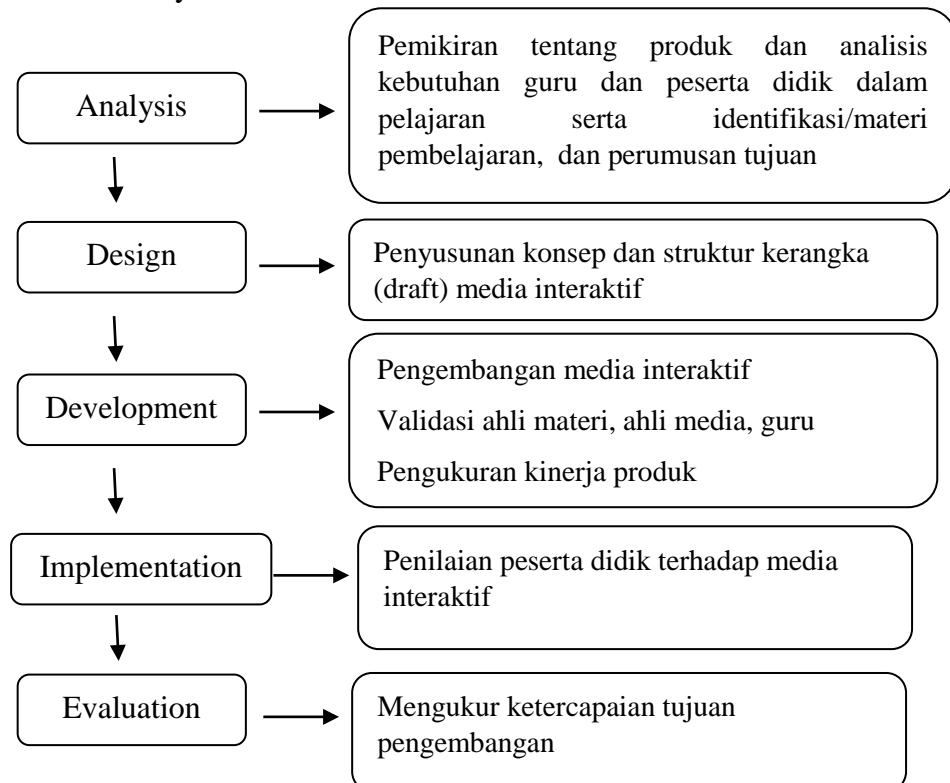 Analysis
Pemikiran tentang produk dan analisis
kebutuhan guru dan peserta didik dalam
pelajaran serta identifikasi/materi
pembelajaran, dan perumusan tujuan
Design
Penyusunan konsep dan struktur kerangka
(draft) media interaktif
Development
Pengembangan media interaktif
Validasi ahli materi, ahli media, guru
Pengukuran kinerja produk
Implementation
Penilaian peserta didik terhadap media
interaktif
Evaluation
Mengukur ketercapaian tujuan
pengembangan